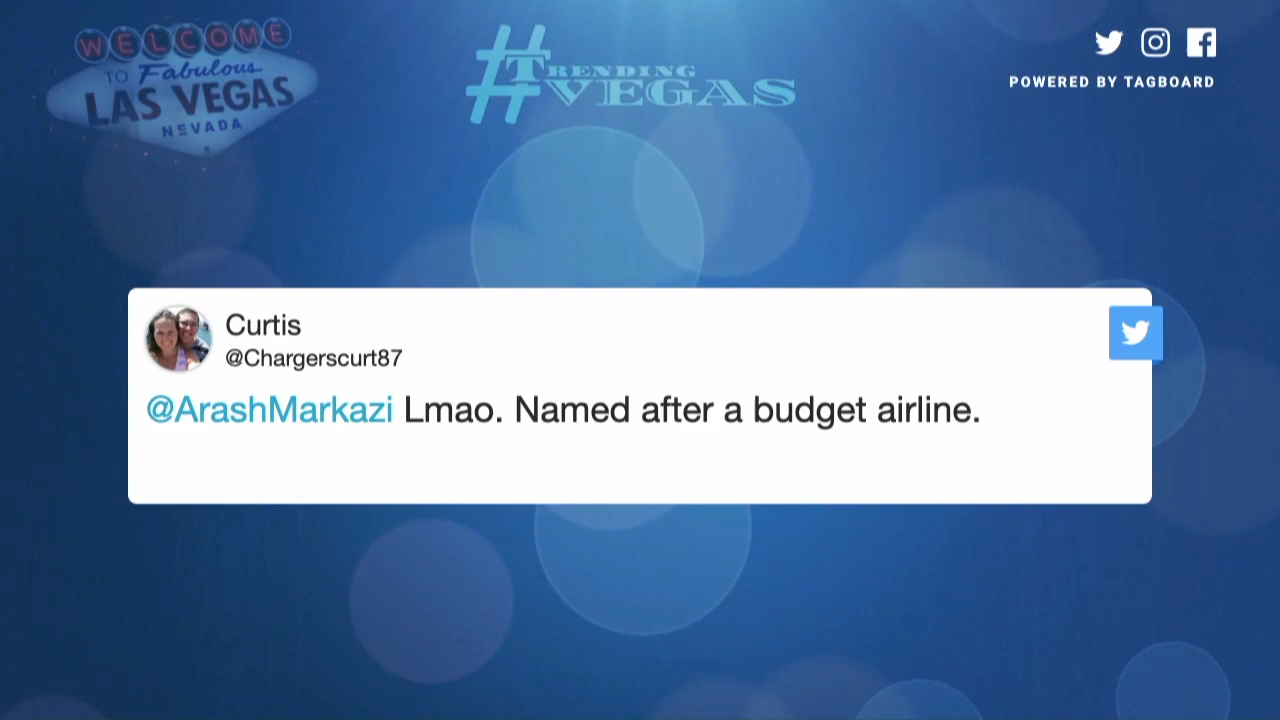 WELCOME
TO Fabulous
LAS VEGAS
NEVADA
#TRENDING
VEGAS
POWERED BY TAGBOARD
Curtis
@Chargerscurt87
@ArashMarkazi Lmao. Named after a budget airline.